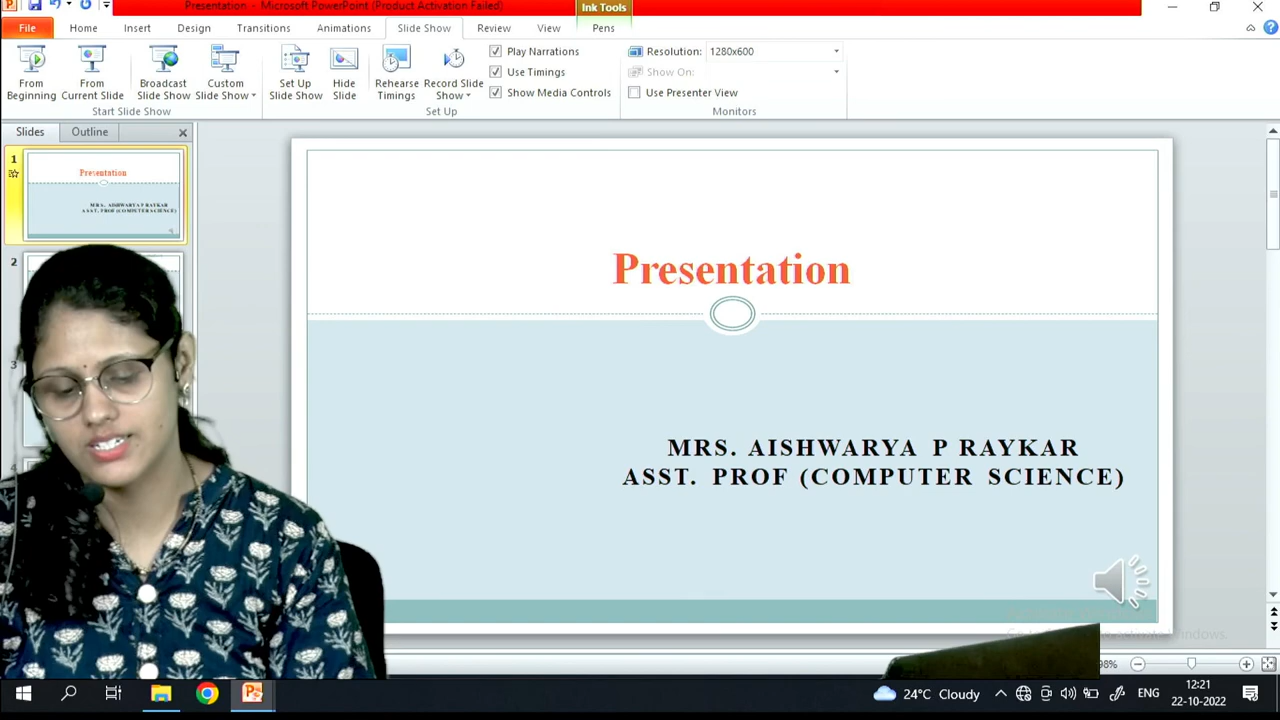 Presentation - Microsoft PowerPoint (Product Activation Failed)
Ink Tools
File Home Insert Design Transitions Animations Slide Show Review View Pens
From Beginning
From Current Slide
Broadcast Slide Show
Custom Slide Show
Set Up Slide Show
Hide Slide
Rehearse Timings
Record Slide Show
Play Narrations
Use Timings
Show Media Controls
Resolution: 1280x600
Show On:
Use Presenter View
Start Slide Show
Set Up
Monitors
Slides Outline
1
Presentation
MRS. AISHWARYA P RAYKAR
ASST. PROF (COMPUTER SCIENCE)
2
3
Presentation
MRS. AISHWARYA P RAYKAR
ASST. PROF (COMPUTER SCIENCE)
98%
24°C Cloudy
ENG
12:21
22-10-2022